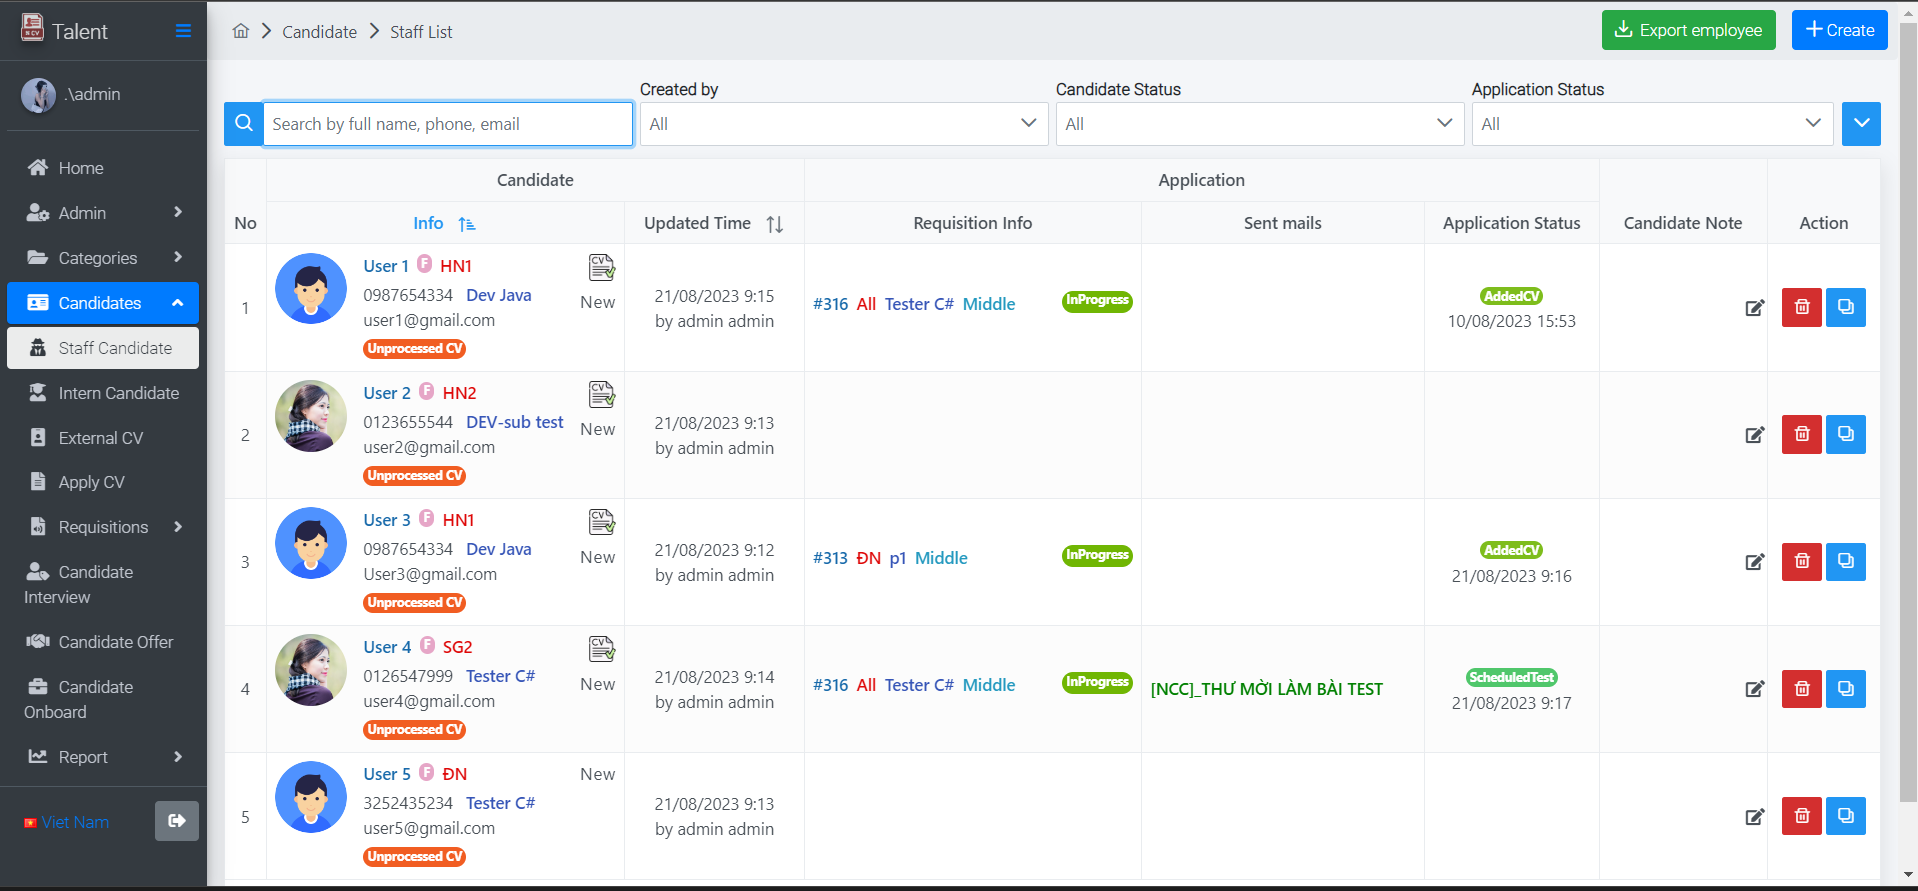 Talent
.\admin
Home
Admin
Categories
Candidates
Staff Candidate
Intern Candidate
External CV
Apply CV
Requisitions
Candidate
Interview
Candidate Offer
Candidate
Onboard
Report
Viet Nam
Candidate
Staff List
Export employee
Create
Search by full name, phone, email
Created by
All
Candidate Status
All
Application Status
All
Candidate
Application
No
Info
Updated Time
Requisition Info
Sent mails
Application Status
Candidate Note
Action
1
User 1 F HN1
CV
0987654334 Dev Java
New
user1@gmail.com
Unprocessed CV
21/08/2023 9:15
by admin admin
#316 All Tester C# Middle
InProgress
AddedCV
10/08/2023 15:53
2
User 2 F HN2
CV
0123655544 DEV-sub test
New
user2@gmail.com
Unprocessed CV
21/08/2023 9:13
by admin admin
3
User 3 F HN1
CV
0987654334 Dev Java
New
User3@gmail.com
Unprocessed CV
21/08/2023 9:12
by admin admin
#313 ĐN p1 Middle
InProgress
AddedCV
21/08/2023 9:16
4
User 4 F SG2
CV
0126547999 Tester C#
New
user4@gmail.com
Unprocessed CV
21/08/2023 9:14
by admin admin
#316 All Tester C# Middle
InProgress
[NCC]_THƯ MỜI LÀM BÀI TEST
ScheduledTest
21/08/2023 9:17
5
User 5 F ĐN
New
3252435234 Tester C#
user5@gmail.com
Unprocessed CV
21/08/2023 9:13
by admin admin